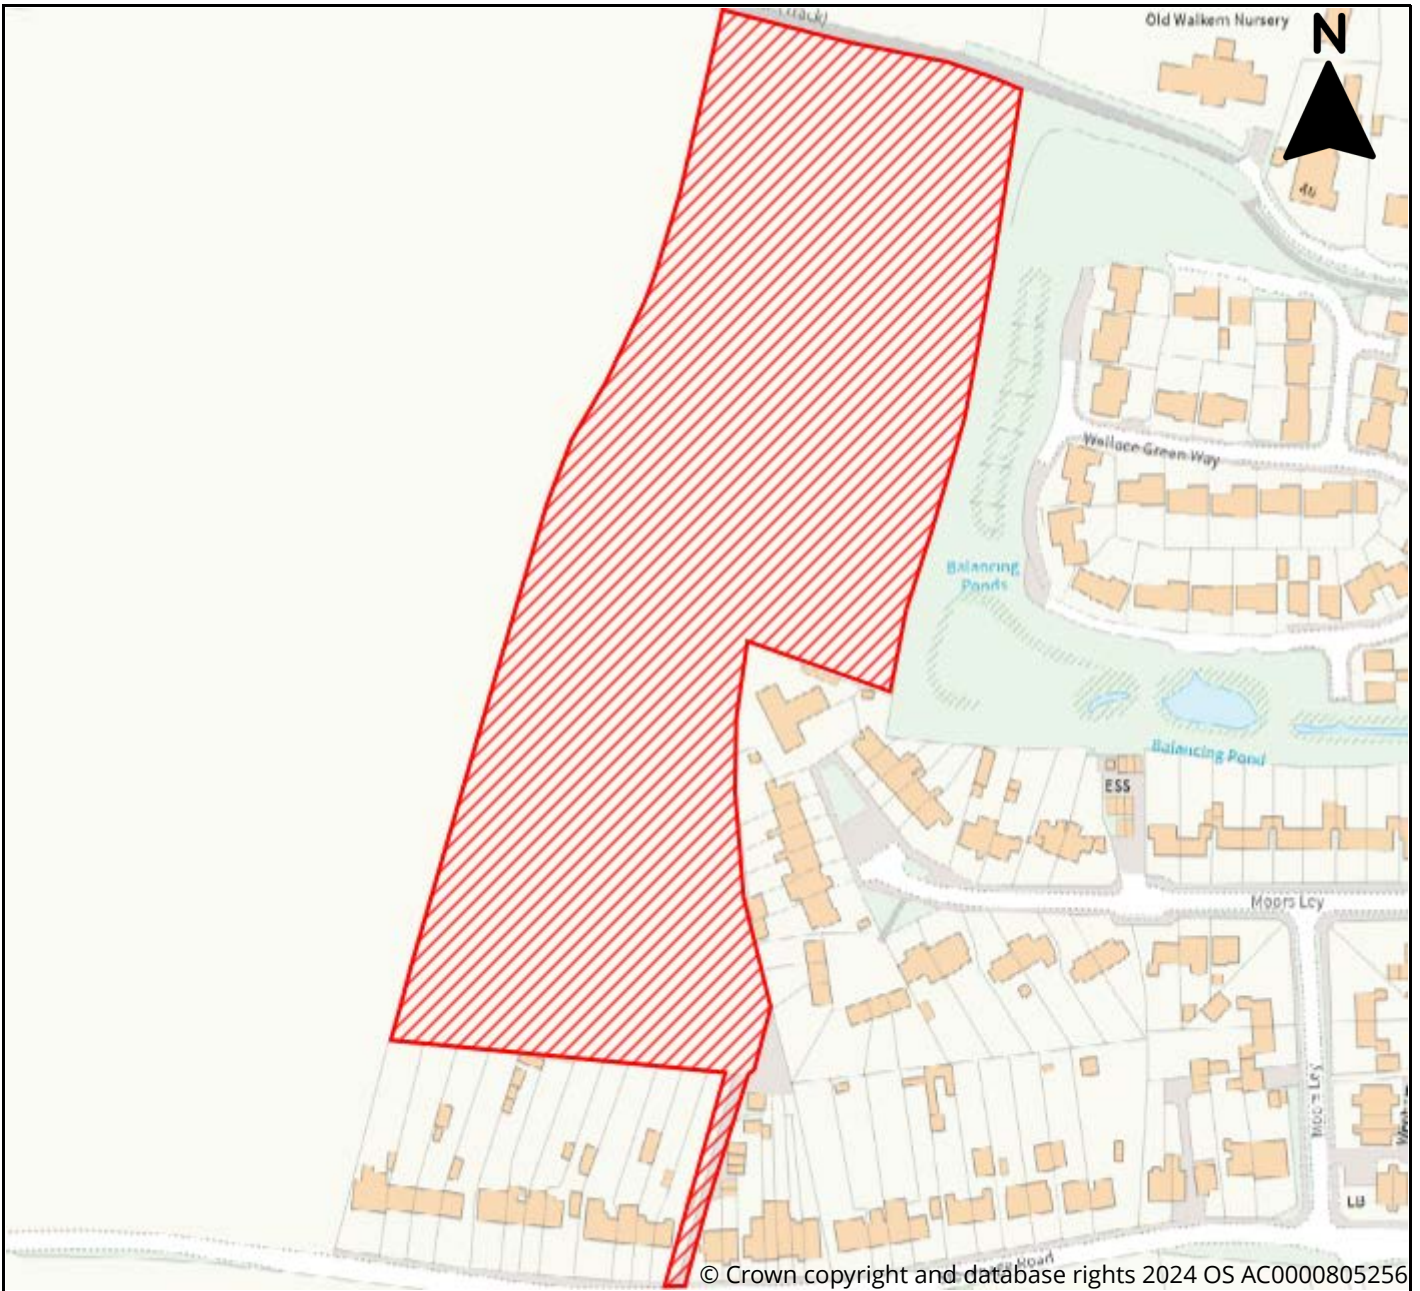 Old Walkern Nursery
N
Wallace Green Way
Balancing
Ponds
Balancing Pond
ESS
Moors Ley
Moors Ley
LB
Road
© Crown copyright and database rights 2024 OS AC0000805256